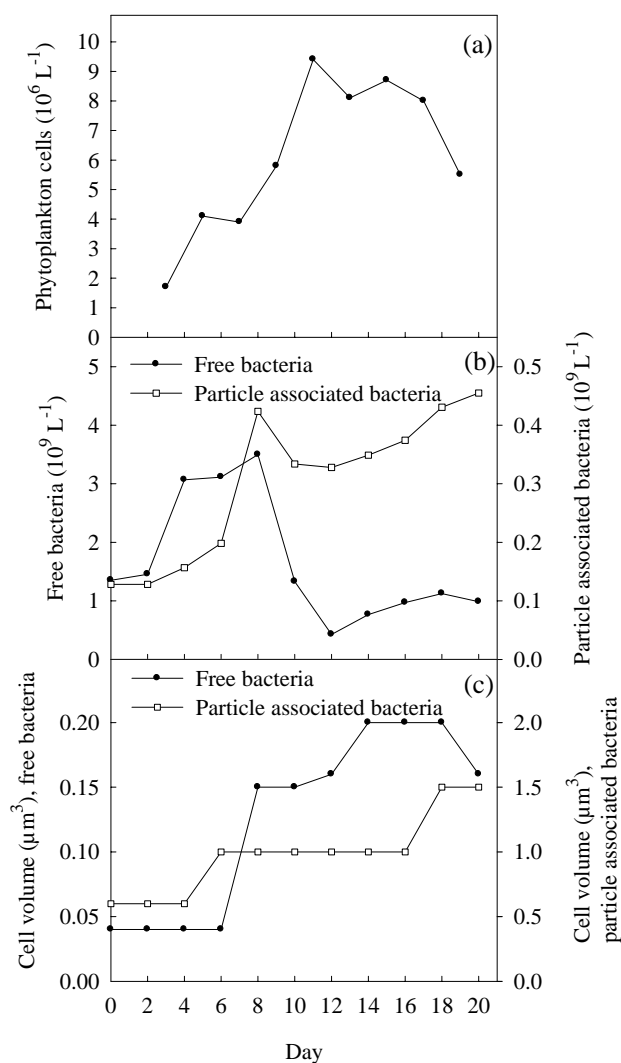 (a)
10
9
8
7
6
5
4
3
2
1
0
Phytoplankton cells (10⁶ L⁻¹)
(b)
Free bacteria
Particle associated bacteria
5
4
3
2
1
0
Free bacteria (10⁹ L⁻¹)
0.5
0.4
0.3
0.2
0.1
0.0
Particle associated bacteria (10⁹ L⁻¹)
(c)
Free bacteria
Particle associated bacteria
0.20
0.15
0.10
0.05
0.00
Cell volume (µm³), free bacteria
2.0
1.5
1.0
0.5
0.0
Cell volume (µm³),
particle associated bacteria
0 2 4 6 8 10 12 14 16 18 20
Day